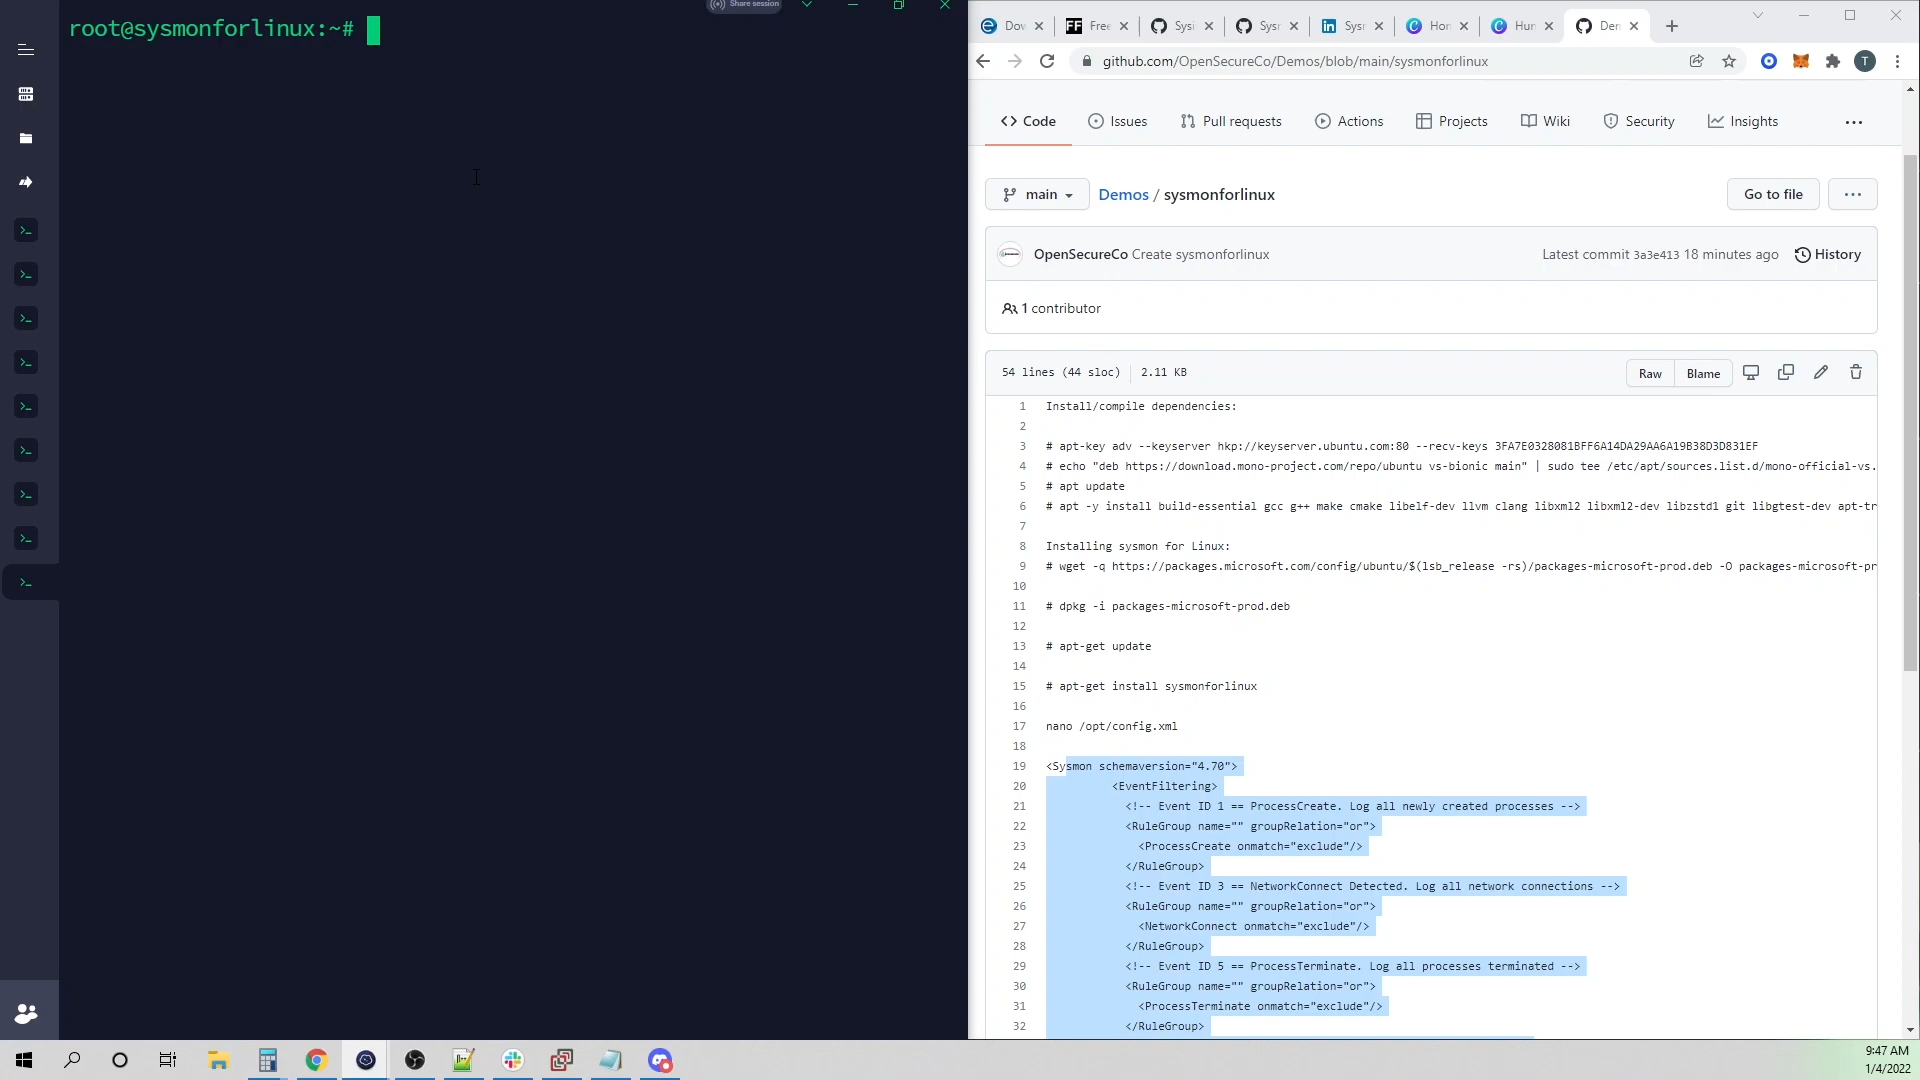 root@sysmonforlinux:~#
Share session
Dow
Free
Sysi
Sysr
Sysr
Hon
Hun
Den
github.com/OpenSecureCo/Demos/blob/main/sysmonforlinux
T
Code
Issues
Pull requests
Actions
Projects
Wiki
Security
Insights
main
Demos / sysmonforlinux
Go to file
OpenSecureCo Create sysmonforlinux
Latest commit 3a3e413 18 minutes ago
History
1 contributor
54 lines (44 sloc) 2.11 KB
Raw
Blame
1 Install/compile dependencies:
2
3 # apt-key adv --keyserver hkp://keyserver.ubuntu.com:80 --recv-keys 3FA7E0328081BFF6A14DA29AA6A19B38D3D831EF
4 # echo "deb https://download.mono-project.com/repo/ubuntu vs-bionic main" | sudo tee /etc/apt/sources.list.d/mono-official-vs.
5 # apt update
6 # apt -y install build-essential gcc g++ make cmake libelf-dev llvm clang libxml2 libxml2-dev libzstd1 git libgtest-dev apt-tr
7
8 Installing sysmon for Linux:
9 # wget -q https://packages.microsoft.com/config/ubuntu/$(lsb_release -rs)/packages-microsoft-prod.deb -O packages-microsoft-pr
10
11 # dpkg -i packages-microsoft-prod.deb
12
13 # apt-get update
14
15 # apt-get install sysmonforlinux
16
17 nano /opt/config.xml
18
19 <Sysmon schemaversion="4.70">
20 <EventFiltering>
21 <!-- Event ID 1 == ProcessCreate. Log all newly created processes -->
22 <RuleGroup name="" groupRelation="or">
23 <ProcessCreate onmatch="exclude"/>
24 </RuleGroup>
25 <!-- Event ID 3 == NetworkConnect Detected. Log all network connections -->
26 <RuleGroup name="" groupRelation="or">
27 <NetworkConnect onmatch="exclude"/>
28 </RuleGroup>
29 <!-- Event ID 5 == ProcessTerminate. Log all processes terminated -->
30 <RuleGroup name="" groupRelation="or">
31 <ProcessTerminate onmatch="exclude"/>
32 </RuleGroup>
9:47 AM
1/4/2022